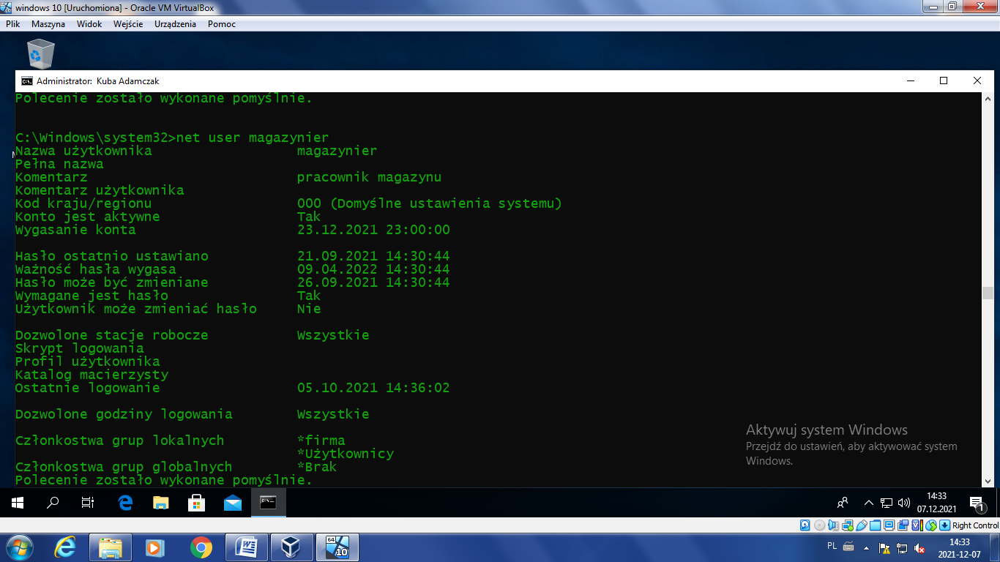 windows 10 [Uruchomiona] - Oracle VM VirtualBox
Plik Maszyna Widok Wejście Urządzenia Pomoc
Administrator: Kuba Adamczak
Polecenie zostało wykonane pomyślnie.
C:\Windows\system32>net user magazynier
Nazwa użytkownika magazynier
Pełna nazwa
Komentarz pracownik magazynu
Komentarz użytkownika
Kod kraju/regionu 000 (Domyślne ustawienia systemu)
Konto jest aktywne Tak
Wygasanie konta 23.12.2021 23:00:00
Hasło ostatnio ustawiano 21.09.2021 14:30:44
Ważność hasła wygasa 09.04.2022 14:30:44
Hasło może być zmieniane 26.09.2021 14:30:44
Wymagane jest hasło Tak
Użytkownik może zmieniać hasło Nie
Dozwolone stacje robocze Wszystkie
Skrypt logowania
Profil użytkownika
Katalog macierzysty
Ostatnie logowanie 05.10.2021 14:36:02
Dozwolone godziny logowania Wszystkie
Członkostwa grup lokalnych *firma
*Użytkownicy
Członkostwa grup globalnych *Brak
Polecenie zostało wykonane pomyślnie.
Aktywuj system Windows
Przejdź do ustawień, aby aktywować system
Windows.
14:33
07.12.2021
1
Right Control
64
10
PL
14:33
2021-12-07